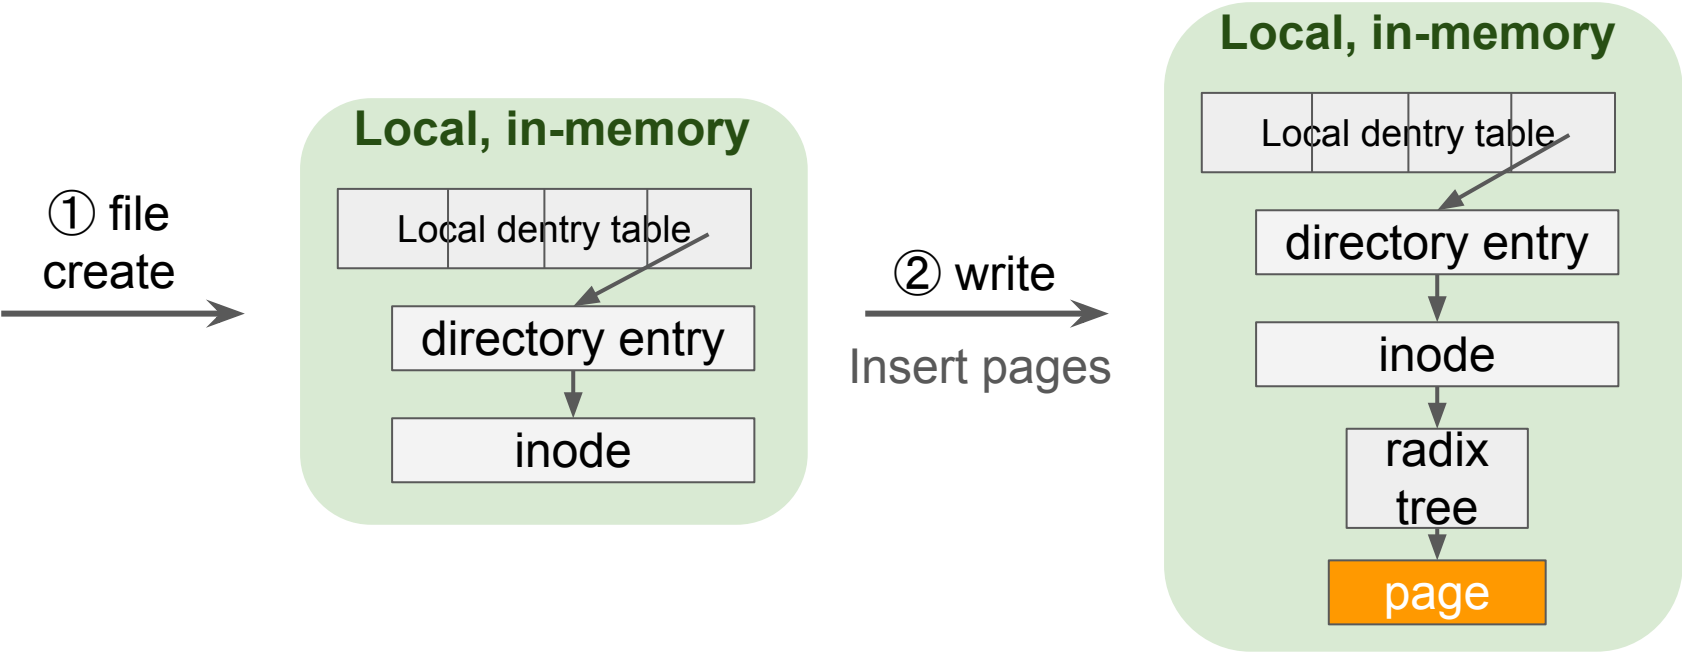 ① file
create
Local, in-memory
Local dentry table
directory entry
inode
② write
Insert pages
Local, in-memory
Local dentry table
directory entry
inode
radix
tree
page